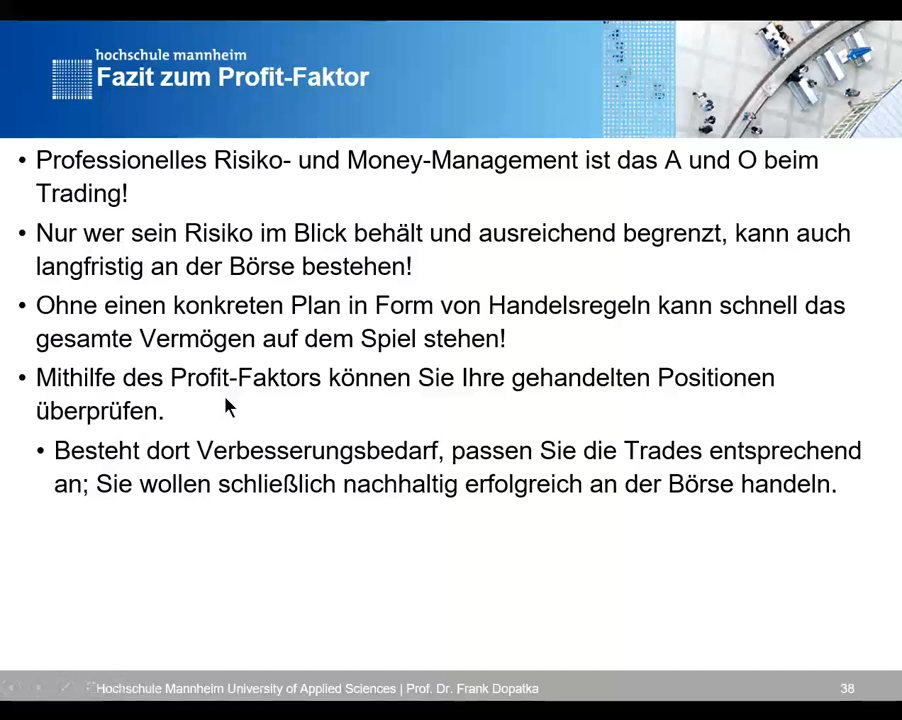 hochschule mannheim
Fazit zum Profit-Faktor
• Professionelles Risiko- und Money-Management ist das A und O beim
Trading!
• Nur wer sein Risiko im Blick behält und ausreichend begrenzt, kann auch
langfristig an der Börse bestehen!
• Ohne einen konkreten Plan in Form von Handelsregeln kann schnell das
gesamte Vermögen auf dem Spiel stehen!
• Mithilfe des Profit-Faktors können Sie Ihre gehandelten Positionen
überprüfen.
• Besteht dort Verbesserungsbedarf, passen Sie die Trades entsprechend
an; Sie wollen schließlich nachhaltig erfolgreich an der Börse handeln.
Hochschule Mannheim University of Applied Sciences | Prof. Dr. Frank Dopatka
38